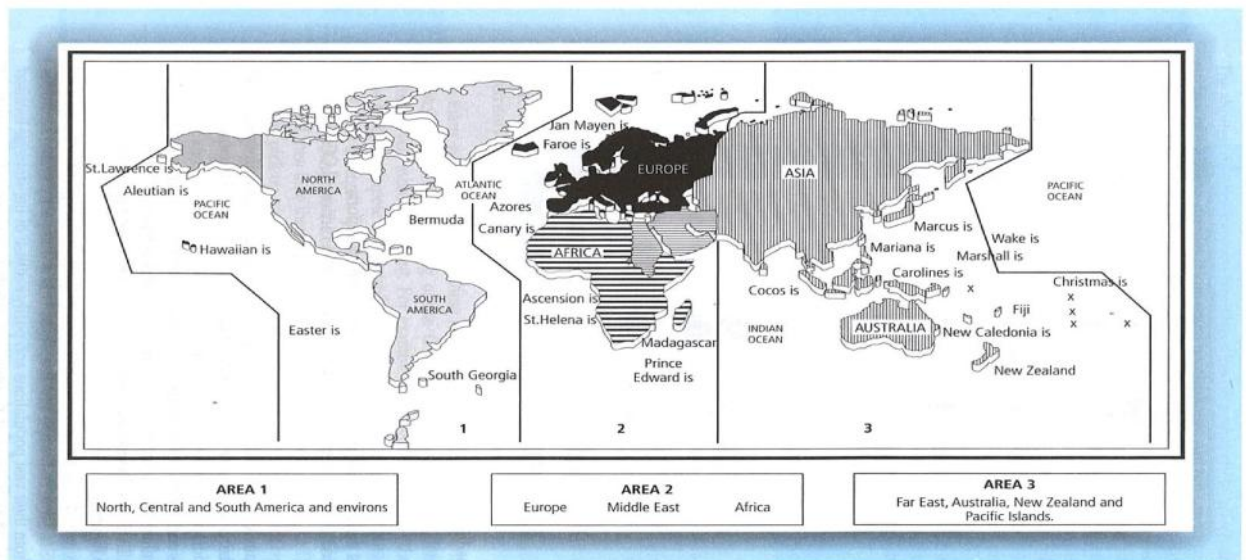 Jan Mayen is
Faroe is
EUROPE
ASIA
St.Lawrence is
Aleutian is
NORTH
AMERICA
ATLANTIC
OCEAN
PACIFIC
OCEAN
PACIFIC
OCEAN
Bermuda
Azores
Canary is
Hawaiian is
AFRICA
Marcus is
Mariana is
Wake is
Marshall is
Carolines is
Christmas is
x
x
x
x
x
Cocos is
SOUTH
AMERICA
Easter is
Ascension is
St.Helena is
Madagascar
Prince
Edward is
INDIAN
OCEAN
AUSTRALIA
Fiji
New Caledonia is
New Zealand
South Georgia
1
2
3
AREA 1
North, Central and South America and environs
AREA 2
Europe Middle East Africa
AREA 3
Far East, Australia, New Zealand and
Pacific Islands.